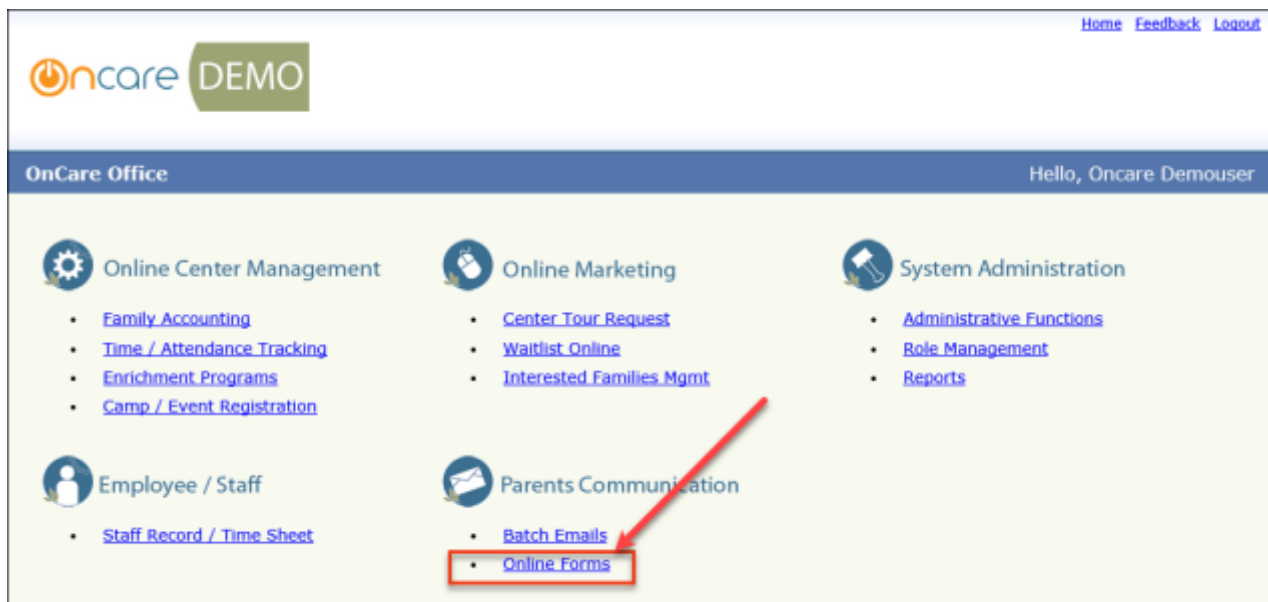 Home Feedback Logout
Oncare DEMO
OnCare Office
Hello, Oncare Demouser
Online Center Management
Family Accounting
Time / Attendance Tracking
Enrichment Programs
Camp / Event Registration
Online Marketing
Center Tour Request
Waitlist Online
Interested Families Mgmt
System Administration
Administrative Functions
Role Management
Reports
Employee / Staff
Staff Record / Time Sheet
Parents Communication
Batch Emails
Online Forms